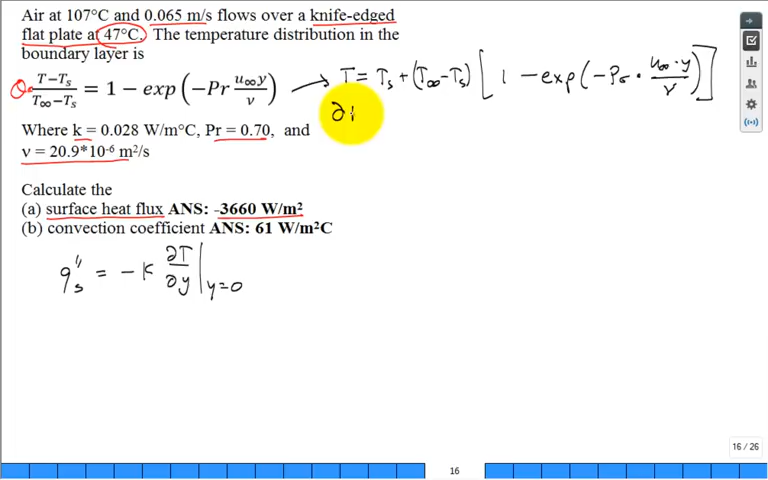 Air at 107°C and 0.065 m/s flows over a knife-edged
flat plate at 47°C. The temperature distribution in the
boundary layer is
θ = (T−Ts)/(T∞−Ts) = 1 − exp(−Pr u∞y/ν) → T = Ts + (T∞ − Ts) [1 − exp(−Pr · u∞ · y/ν)]
∂
Where k = 0.028 W/m°C, Pr = 0.70, and
ν = 20.9*10-6 m²/s
Calculate the
(a) surface heat flux ANS: -3660 W/m²
(b) convection coefficient ANS: 61 W/m²C
q"s = −k ∂T/∂y |y=0
16 / 26
16